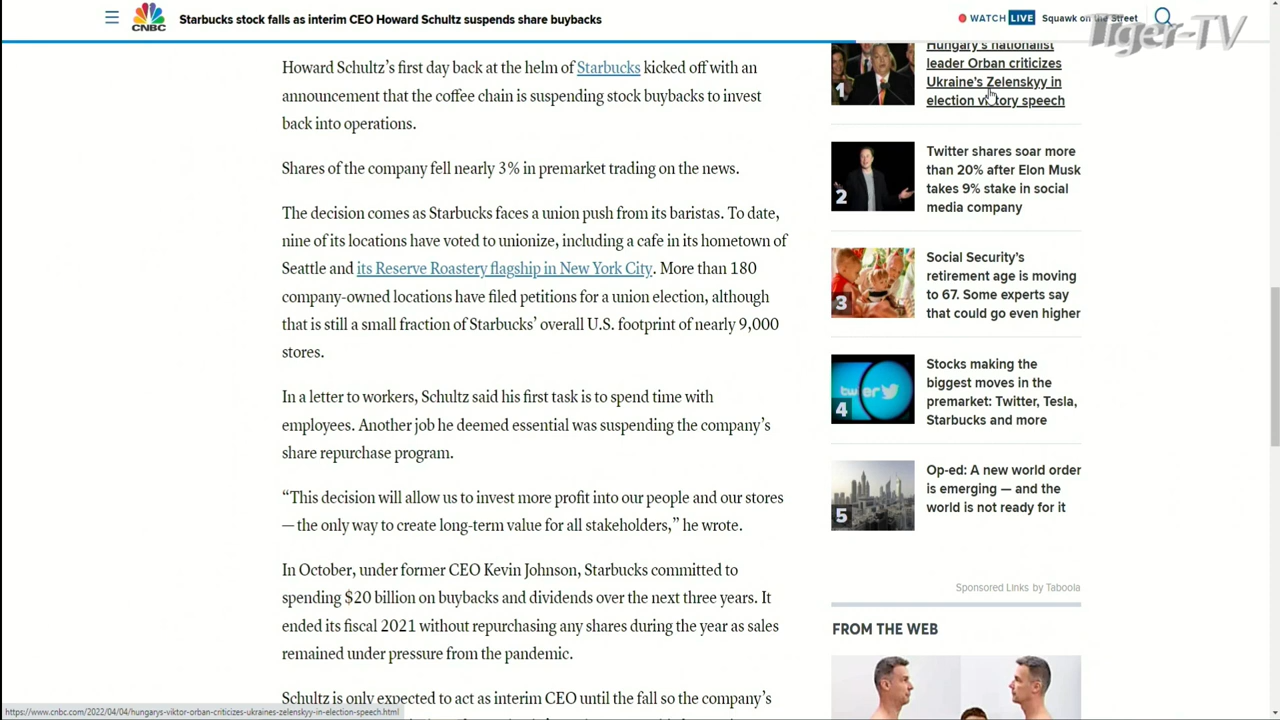 Starbucks stock falls as interim CEO Howard Schultz suspends share buybacks
CNBC
WATCH LIVE
Squawk on the Street
Tiger-TV
Howard Schultz’s first day back at the helm of Starbucks kicked off with an
announcement that the coffee chain is suspending stock buybacks to invest
back into operations.
Shares of the company fell nearly 3% in premarket trading on the news.
The decision comes as Starbucks faces a union push from its baristas. To date,
nine of its locations have voted to unionize, including a cafe in its hometown of
Seattle and its Reserve Roastery flagship in New York City. More than 180
company-owned locations have filed petitions for a union election, although
that is still a small fraction of Starbucks’ overall U.S. footprint of nearly 9,000
stores.
In a letter to workers, Schultz said his first task is to spend time with
employees. Another job he deemed essential was suspending the company’s
share repurchase program.
“This decision will allow us to invest more profit into our people and our stores
— the only way to create long-term value for all stakeholders,” he wrote.
In October, under former CEO Kevin Johnson, Starbucks committed to
spending $20 billion on buybacks and dividends over the next three years. It
ended its fiscal 2021 without repurchasing any shares during the year as sales
remained under pressure from the pandemic.
Schultz is only expected to act as interim CEO until the fall so the company’s
Hungary’s nationalist
leader Orban criticizes
Ukraine’s Zelenskyy in
election victory speech
1
Twitter shares soar more
than 20% after Elon Musk
takes 9% stake in social
media company
2
Social Security’s
retirement age is moving
to 67. Some experts say
that could go even higher
3
Stocks making the
biggest moves in the
premarket: Twitter, Tesla,
Starbucks and more
4
Op-ed: A new world order
is emerging — and the
world is not ready for it
5
Sponsored Links by Taboola
FROM THE WEB
https://www.cnbc.com/2022/04/04/hungarys-viktor-orban-criticizes-ukraines-zelenskyy-in-election-speech.html